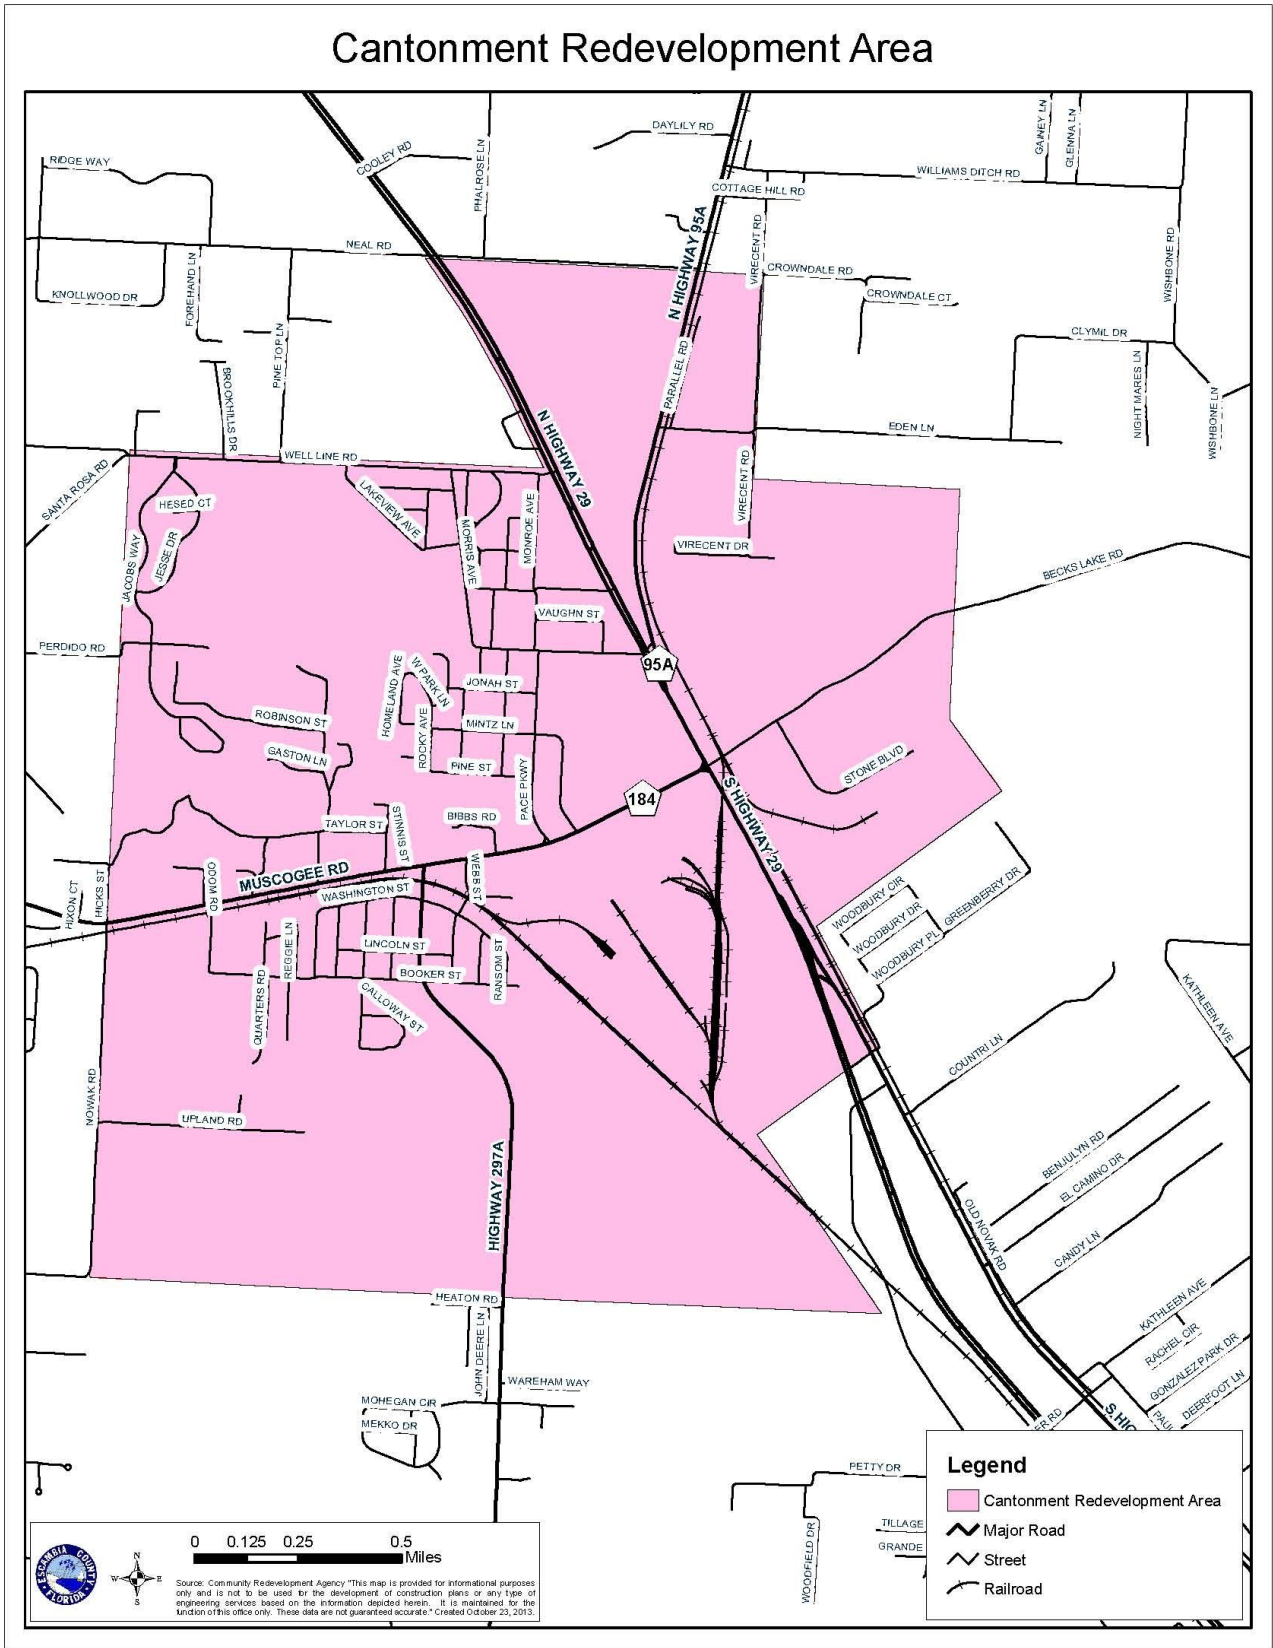 Cantonment Redevelopment Area
DAYLILY RD
GAINEY LN
GLENNA LN
COOLEY RD
RIDGE WAY
PHALROSE LN
WILLIAMS DITCH RD
COTTAGE HILL RD
N HIGHWAY 95A
VIRECENT RD
NEAL RD
WISHBONE RD
CROWNDALE RD
FOREHAND LN
KNOLLWOOD DR
CROWNDALE CT
CLYMIL DR
PINE TOP LN
PARALLEL RD
BROOKHILLS DR
NIGHT MARES LN
WISHBONE LN
N HIGHWAY 29
EDEN LN
WELL LINE RD
SANTA ROSA RD
VIRECENT RD
HESED CT
LAKEVIEW AVE
MORRIS AVE
MONROE AVE
JESSE DR
JACOBS WAY
VIRECENT DR
BECKS LAKE RD
VAUGHN ST
PERDIDO RD
95A
HOMELAND AVE
W PARK LN
JONAH ST
ROBINSON ST
ROCKY AVE
MINTZ LN
GASTON LN
PINE ST
PACE PKWY
STONE BLVD
184
S HIGHWAY 29
TAYLOR ST
STINNIS ST
BIBBS RD
MUSCOGEE RD
WEBB ST
ODOM RD
WASHINGTON ST
HIXON CT
HICKS ST
WOODBURY CIR
WOODBURY DR
GREENBERRY DR
WOODBURY PL
REGGIE LN
LINCOLN ST
BOOKER ST
RANSOM ST
QUARTERS RD
CALLOWAY ST
KATHLEEN AVE
COUNTRI LN
NOWAK RD
UPLAND RD
BENJULYN RD
EL CAMINO DR
HIGHWAY 297A
OLD NOVAK RD
CANDY LN
HEATON RD
KATHLEEN AVE
JOHN DEERE LN
RACHEL CIR
GONZALEZ PARK DR
WAREHAM WAY
DEERFOOT LN
MOHEGAN CIR
MEKKO DR
ER RD
S HIG
PAU
PETTY DR
WOODFIELD DR
TILLAGE
GRANDE
Legend
Cantonment Redevelopment Area
Major Road
Street
Railroad
ESCAMBIA COUNTY
FLORIDA
N
W
E
S
0 0.125 0.25 0.5
Miles
Source: Community Redevelopment Agency "This map is provided for informational purposes
only and is not to be used for the development of construction plans or any type of
engineering services based on the information depicted herein. It is maintained for the
function of this office only. These data are not guaranteed accurate." Created October 23, 2013.